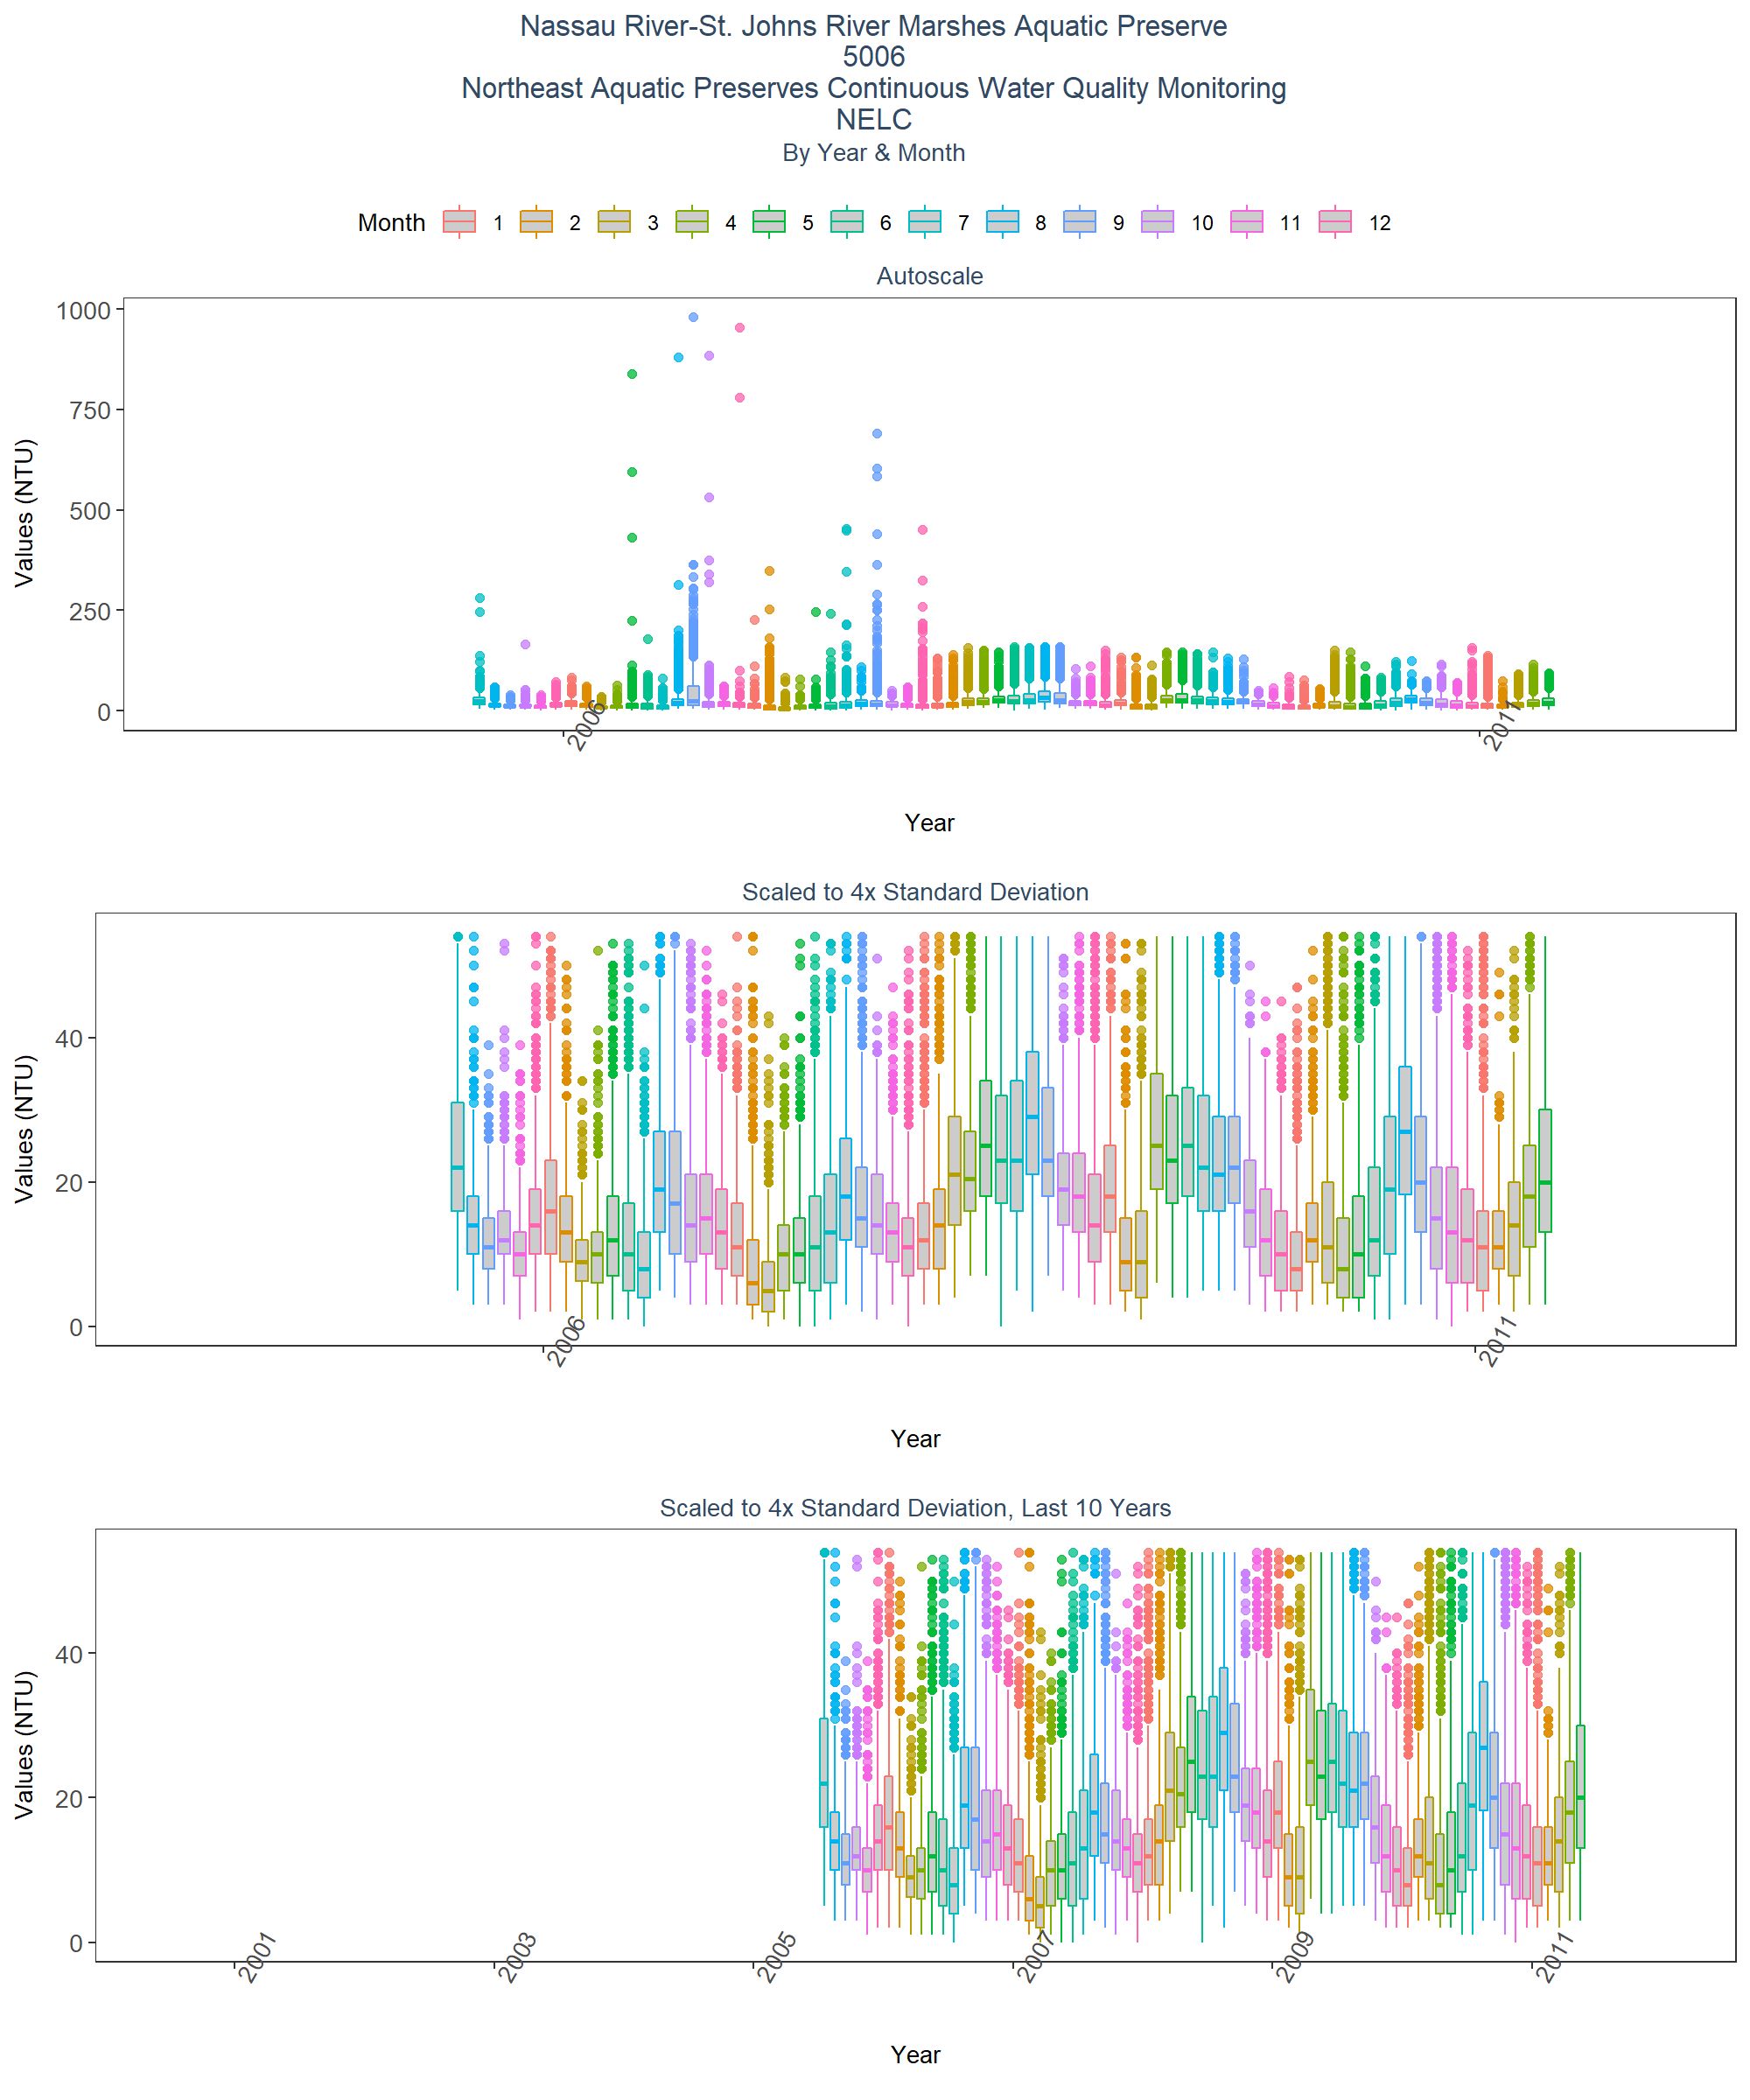 Nassau River-St. Johns River Marshes Aquatic Preserve
5006
Northeast Aquatic Preserves Continuous Water Quality Monitoring
NELC
By Year & Month
Month 1 2 3 4 5 6 7 8 9 10 11 12
Autoscale
Values (NTU)
1000
750
500
250
0
2006 2011
Year
Scaled to 4x Standard Deviation
Values (NTU)
40
20
0
2006 2011
Year
Scaled to 4x Standard Deviation, Last 10 Years
Values (NTU)
40
20
0
2001 2003 2005 2007 2009 2011
Year